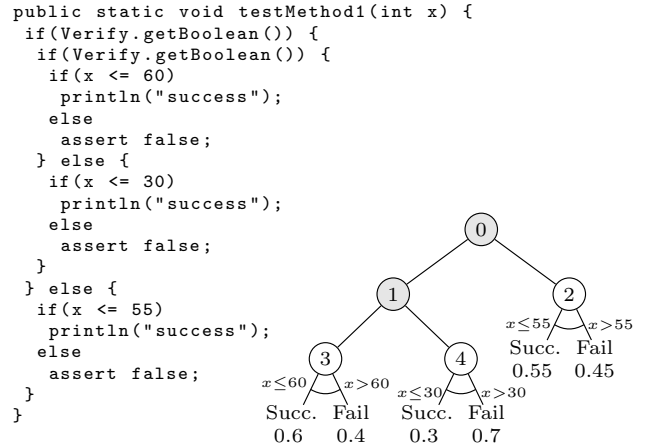 public static void testMethod1(int x) {
if(Verify.getBoolean()) {
if(Verify.getBoolean()) {
if(x <= 60)
println("success");
else
assert false;
} else {
if(x <= 30)
println("success");
else
assert false;
}
} else {
if(x <= 55)
println("success");
else
assert false;
}
}
0
1
2
x≤55 x>55
Succ. Fail
0.55 0.45
3
4
x≤60 x>60 x≤30 x>30
Succ. Fail Succ. Fail
0.6 0.4 0.3 0.7